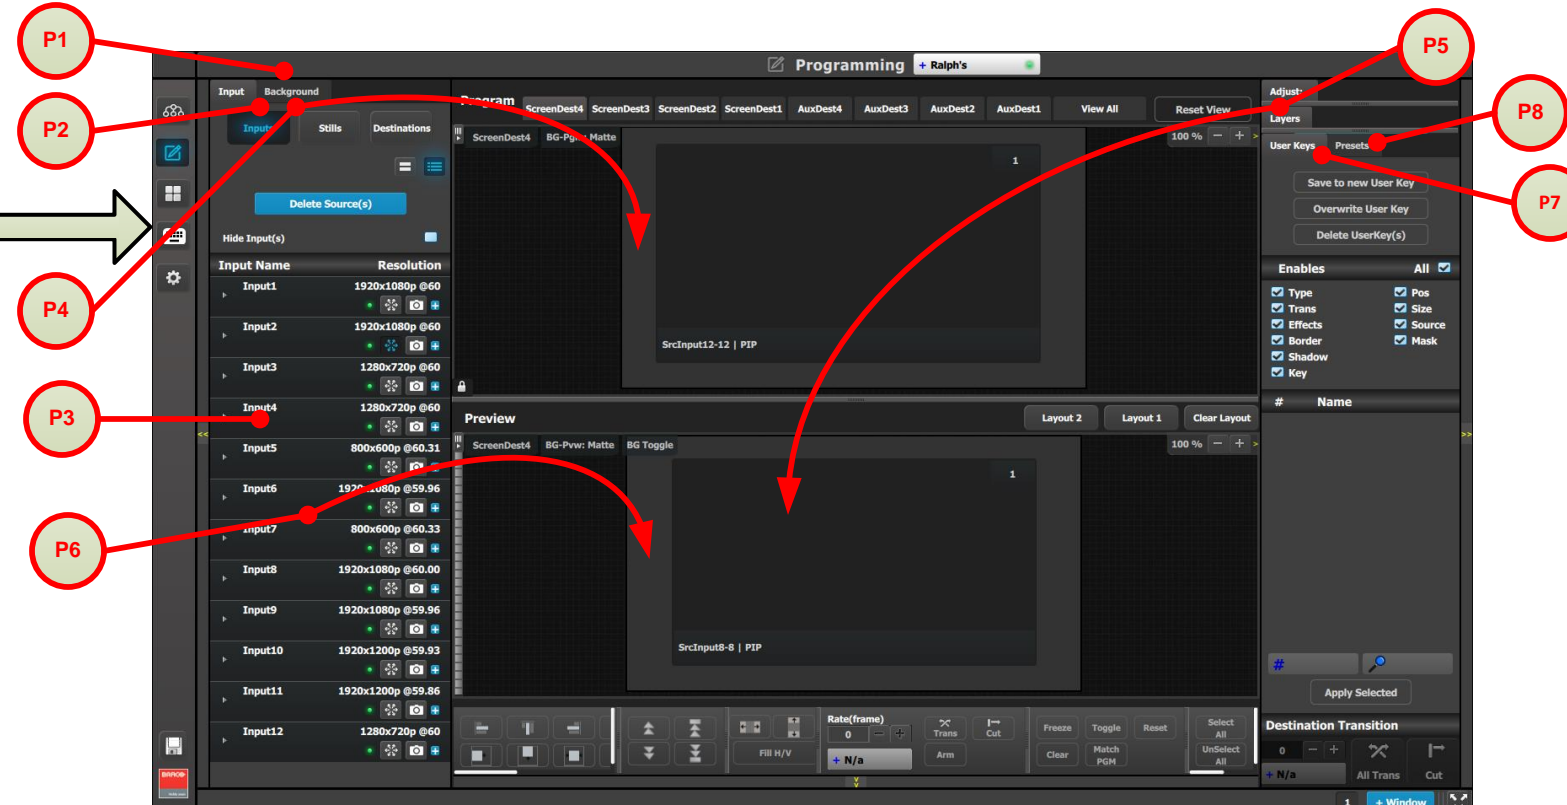 P1
P5
Programming + Ralph's
P2
P8
P7
P4
P3
P6
Input Background
Inputs Stills Destinations
Delete Source(s)
Hide Input(s)
Input Name Resolution
Input1 1920x1080p @60
Input2 1920x1080p @60
Input3 1280x720p @60
Input4 1280x720p @60
Input5 800x600p @60.31
Input6 1920x1080p @59.96
Input7 800x600p @60.33
Input8 1920x1080p @60.00
Input9 1920x1080p @59.96
Input10 1920x1200p @59.93
Input11 1920x1200p @59.86
Input12 1280x720p @60
Program ScreenDest4 ScreenDest3 ScreenDest2 ScreenDest1 AuxDest4 AuxDest3 AuxDest2 AuxDest1 View All Reset View
ScreenDest4 BG-Pgm: Matte 100 % − + >
1
SrcInput12-12 | PIP
Preview Layout 2 Layout 1 Clear Layout
ScreenDest4 BG-Pvw: Matte BG Toggle 100 % − + >
1
SrcInput8-8 | PIP
Fill H/V
Rate(frame)
0 − +
+ N/a
Trans Cut
Arm
Freeze Toggle Reset
Clear Match PGM
Select All
UnSelect All
Adjust:
Layers
User Keys Presets
Save to new User Key
Overwrite User Key
Delete UserKey(s)
Enables All
Type Pos
Trans Size
Effects Source
Border Mask
Shadow
Key
# Name
#
Apply Selected
Destination Transition
0 − +
+ N/a All Trans Cut
<<
>>
BARCO
1 + Window